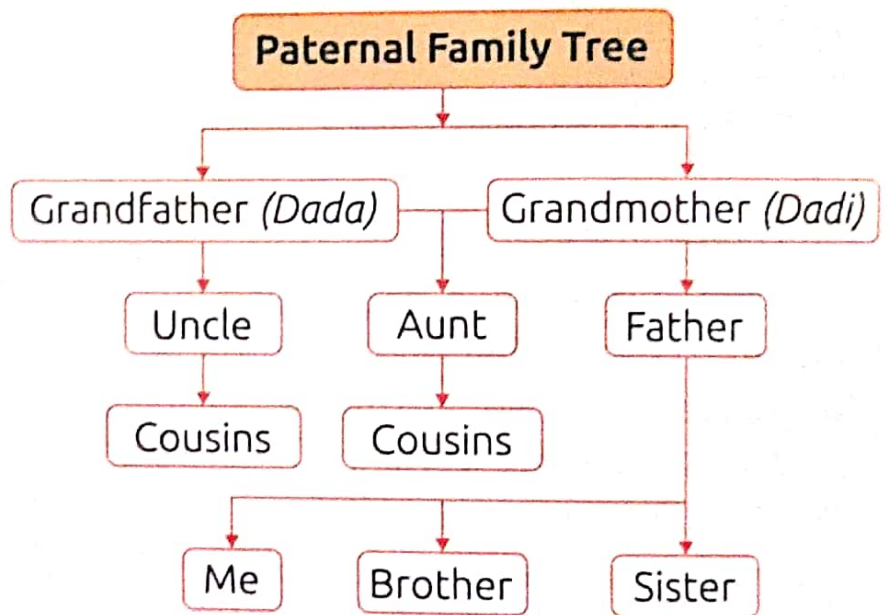 Paternal Family Tree
Grandfather (Dada)
Grandmother (Dadi)
Uncle
Aunt
Father
Cousins
Cousins
Me
Brother
Sister